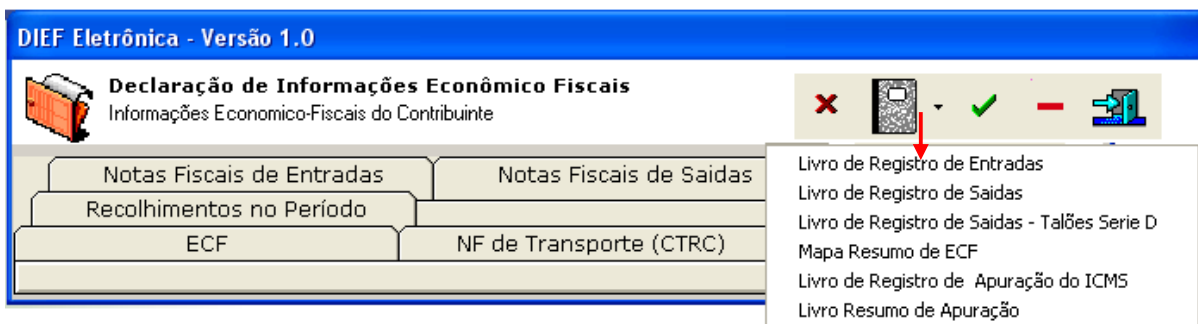 DIEF Eletrônica - Versão 1.0
Declaração de Informações Econômico Fiscais
Informações Economico-Fiscais do Contribuinte
Notas Fiscais de Entradas
Notas Fiscais de Saidas
Recolhimentos no Período
ECF
NF de Transporte (CTRC)
Livro de Registro de Entradas
Livro de Registro de Saidas
Livro de Registro de Saidas - Talões Serie D
Mapa Resumo de ECF
Livro de Registro de  Apuração do ICMS
Livro Resumo de Apuração